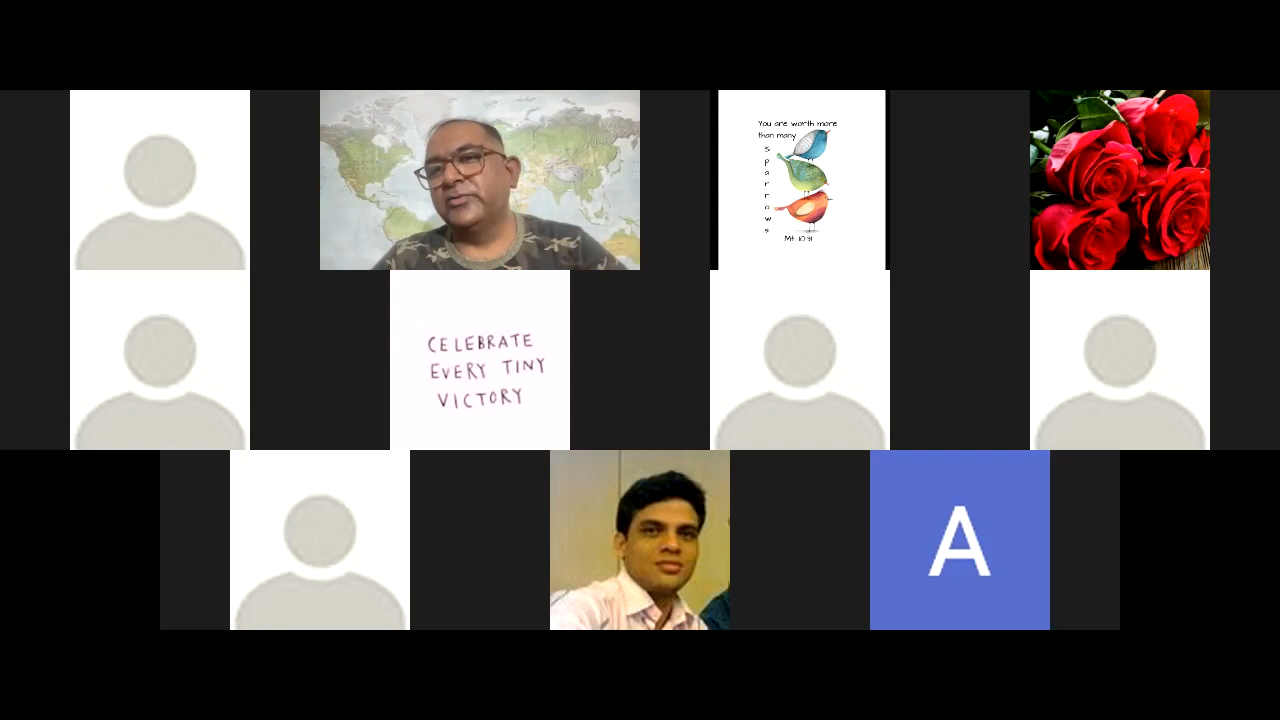 You are worth more
than many
s
p
a
r
r
o
w
s
Mt. 10:31
CELEBRATE
EVERY TINY
VICTORY
A